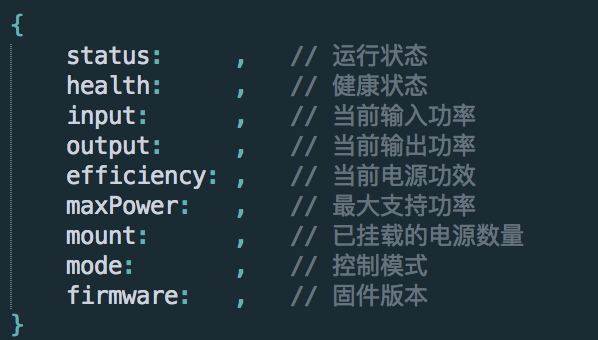 {
    status:     ,   // 运行状态
    health:     ,   // 健康状态
    input:      ,   // 当前输入功率
    output:     ,   // 当前输出功率
    efficiency: ,   // 当前电源功效
    maxPower:   ,   // 最大支持功率
    mount:      ,   // 已挂载的电源数量
    mode:       ,   // 控制模式
    firmware:   ,   // 固件版本
}